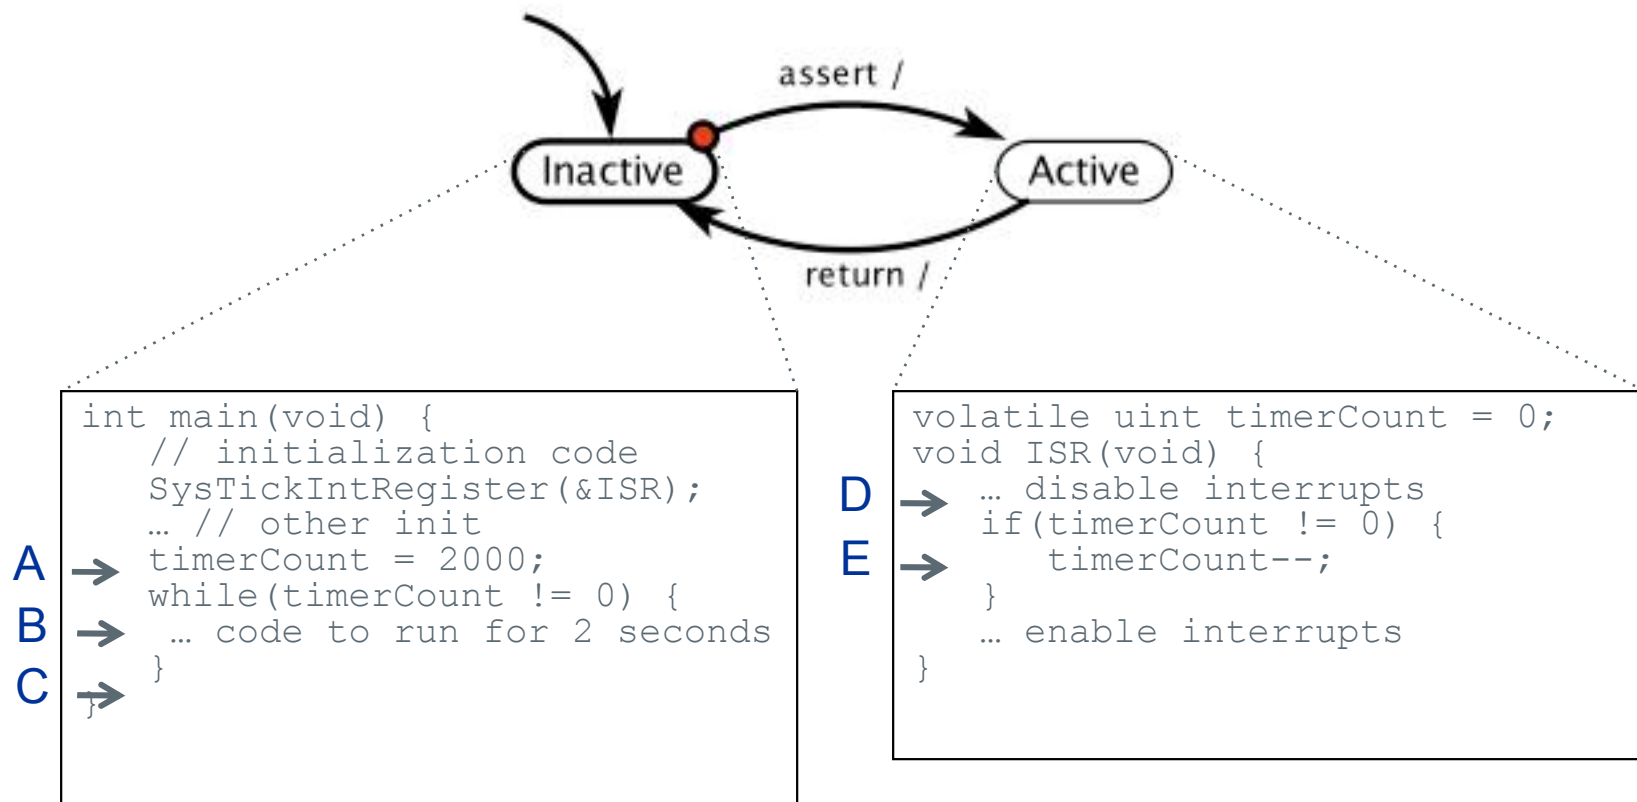 assert /
Inactive
Active
return /
int main(void) {
// initialization code
SysTickIntRegister(&ISR);
… // other init
A
timerCount = 2000;
while(timerCount != 0) {
B
… code to run for 2 seconds
}
C
}
volatile uint timerCount = 0;
void ISR(void) {
D
… disable interrupts
if(timerCount != 0) {
E
timerCount--;
}
… enable interrupts
}